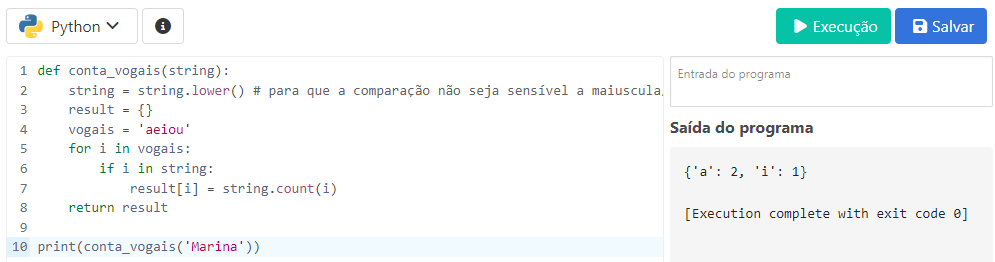 Python
Execução
Salvar
1 def conta_vogais(string):
2 string = string.lower() # para que a comparação não seja sensível a maiuscula,
3 result = {}
4 vogais = 'aeiou'
5 for i in vogais:
6 if i in string:
7 result[i] = string.count(i)
8 return result
9
10 print(conta_vogais('Marina'))
Entrada do programa
Saída do programa
{'a': 2, 'i': 1}
[Execution complete with exit code 0]